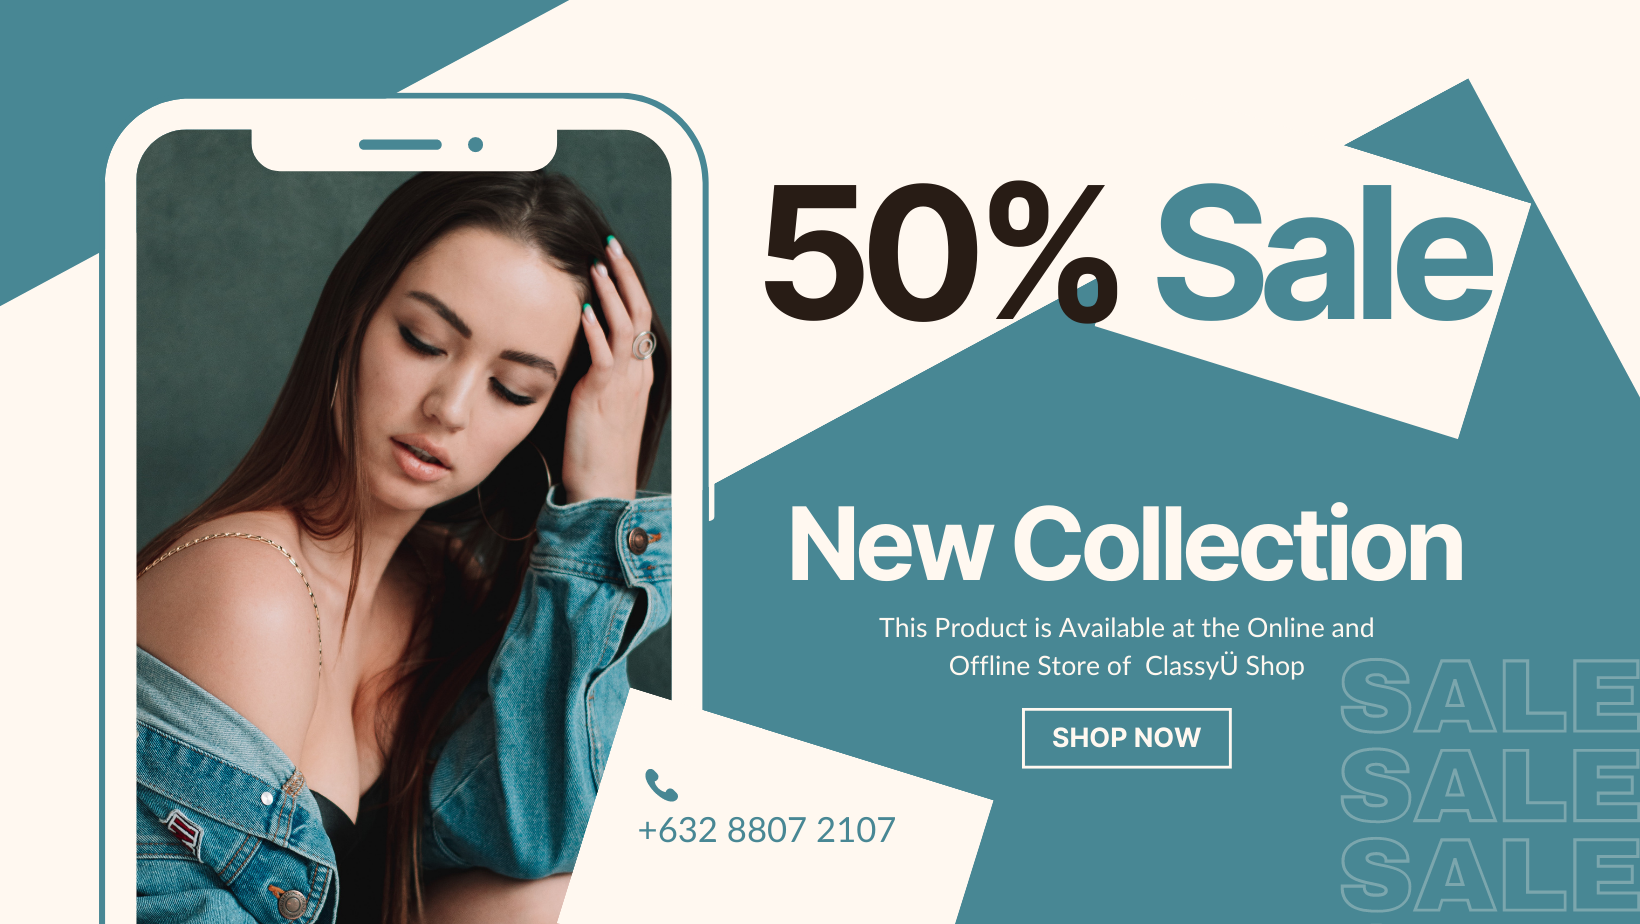 50% Sale
New Collection
This Product is Available at the Online and
Offline Store of  ClassyÜ Shop
SHOP NOW
+632 8807 2107
SALE
SALE
SALE